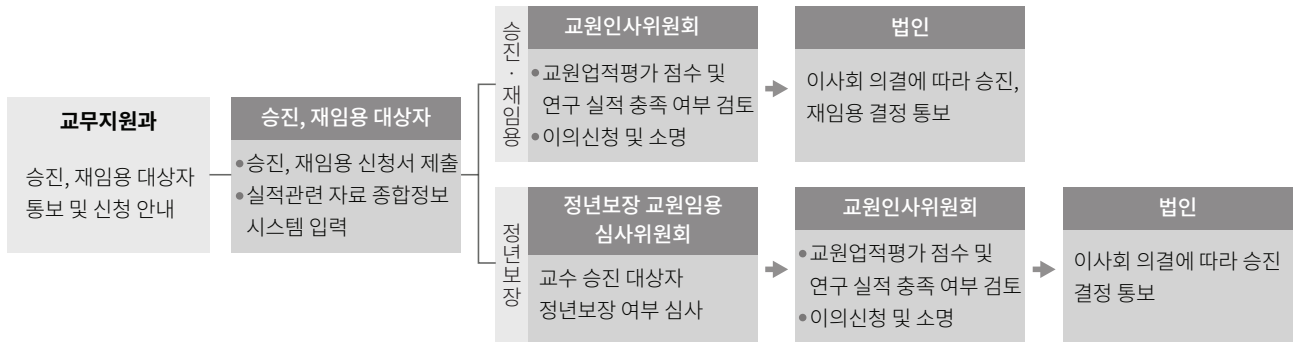 교무지원과
승진, 재임용 대상자
통보 및 신청 안내
승진, 재임용 대상자
•승진, 재임용 신청서 제출
•실적관련 자료 종합정보
시스템 입력
승진·재임용
교원인사위원회
•교원업적평가 점수 및
연구 실적 충족 여부 검토
•이의신청 및 소명
법인
이사회 의결에 따라 승진,
재임용 결정 통보
정년보장
정년보장 교원임용
심사위원회
교수 승진 대상자
정년보장 여부 심사
교원인사위원회
•교원업적평가 점수 및
연구 실적 충족 여부 검토
•이의신청 및 소명
법인
이사회 의결에 따라 승진
결정 통보